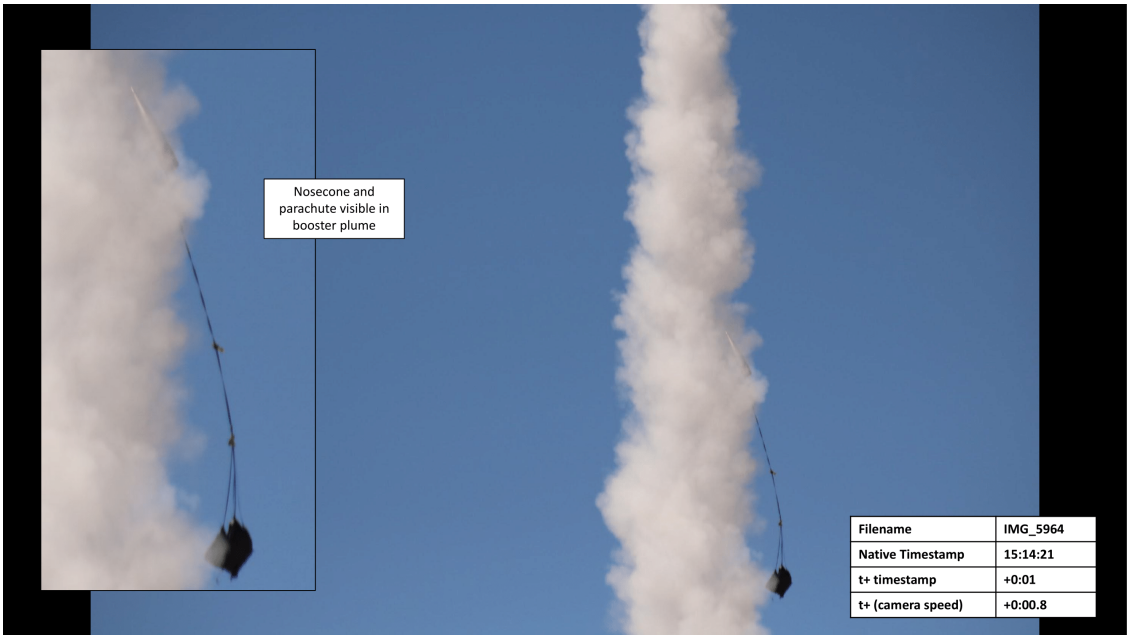 Nosecone and
parachute visible in
booster plume
Filename IMG_5964
Native Timestamp 15:14:21
t+ timestamp +0:01
t+ (camera speed) +0:00.8